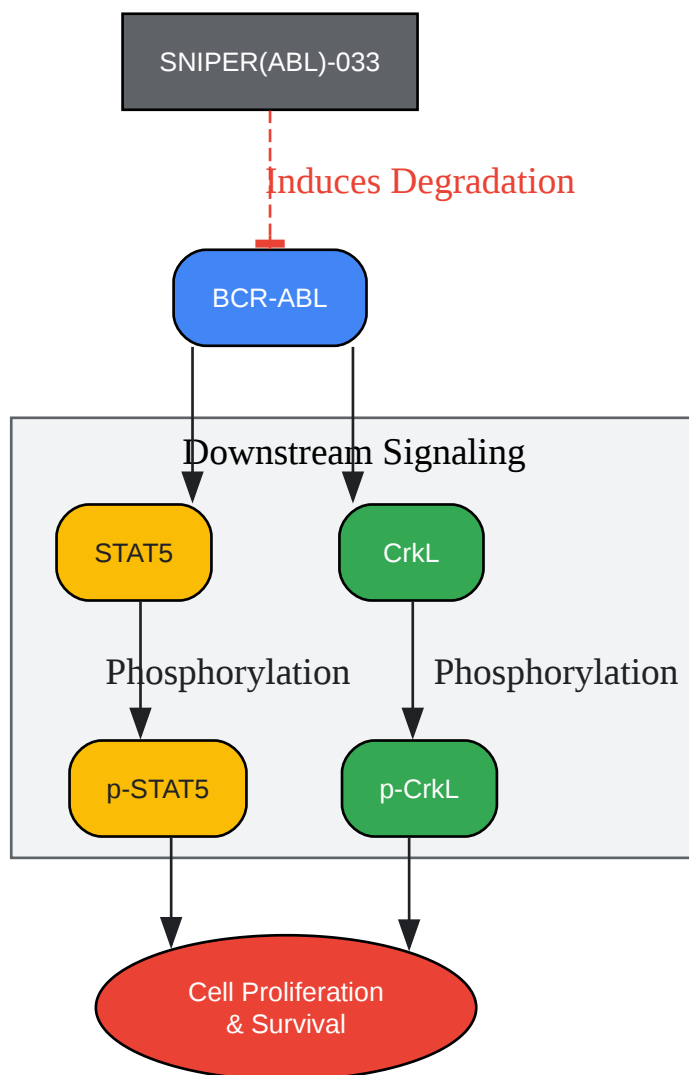 SNIPER(ABL)-033
Induces Degradation
BCR-ABL
Downstream Signaling
STAT5
CrkL
Phosphorylation
Phosphorylation
p-STAT5
p-CrkL
Cell Proliferation
& Survival